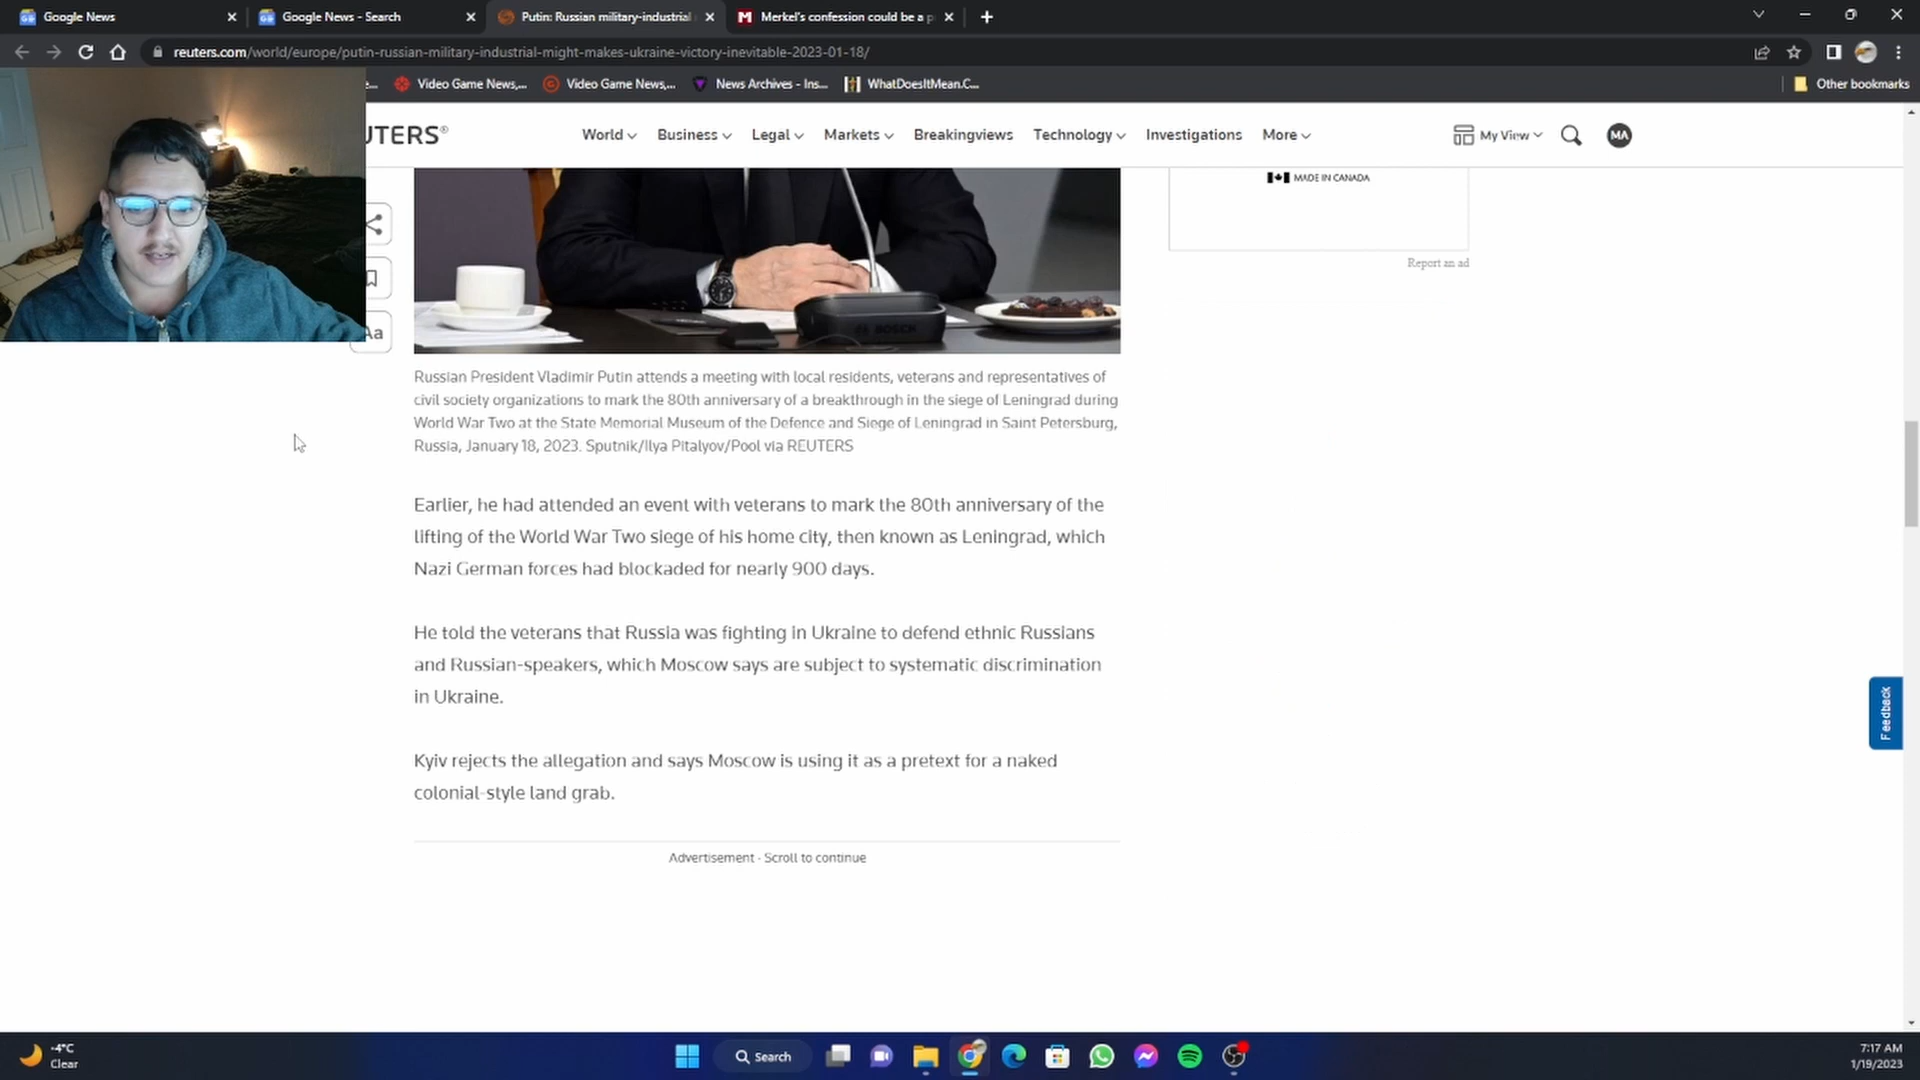 Google News
Google News - Search
Putin: Russian military-industrial
Merkel's confession could be a p
reuters.com/world/europe/putin-russian-military-industrial-might-makes-ukraine-victory-inevitable-2023-01-18/
e...
Video Game News,...
Video Game News,...
News Archives - Ins...
WhatDoesItMean.C...
Other bookmarks
UTERS®
World
Business
Legal
Markets
Breakingviews
Technology
Investigations
More
My View
MA
MADE IN CANADA
Report an ad
Aa
BOSCH
Russian President Vladimir Putin attends a meeting with local residents, veterans and representatives of
civil society organizations to mark the 80th anniversary of a breakthrough in the siege of Leningrad during
World War Two at the State Memorial Museum of the Defence and Siege of Leningrad in Saint Petersburg,
Russia, January 18, 2023. Sputnik/Ilya Pitalyov/Pool via REUTERS
Earlier, he had attended an event with veterans to mark the 80th anniversary of the
lifting of the World War Two siege of his home city, then known as Leningrad, which
Nazi German forces had blockaded for nearly 900 days.
He told the veterans that Russia was fighting in Ukraine to defend ethnic Russians
and Russian-speakers, which Moscow says are subject to systematic discrimination
in Ukraine.
Kyiv rejects the allegation and says Moscow is using it as a pretext for a naked
colonial-style land grab.
Advertisement · Scroll to continue
Feedback
-4°C
Clear
Search
7:17 AM
1/19/2023